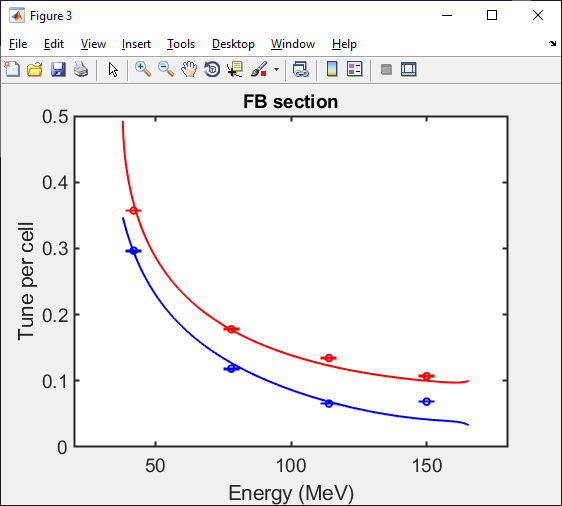 Figure 3
File Edit View Insert Tools Desktop Window Help
FB section
0.5
0.4
0.3
0.2
0.1
0
Tune per cell
50 100 150
Energy (MeV)